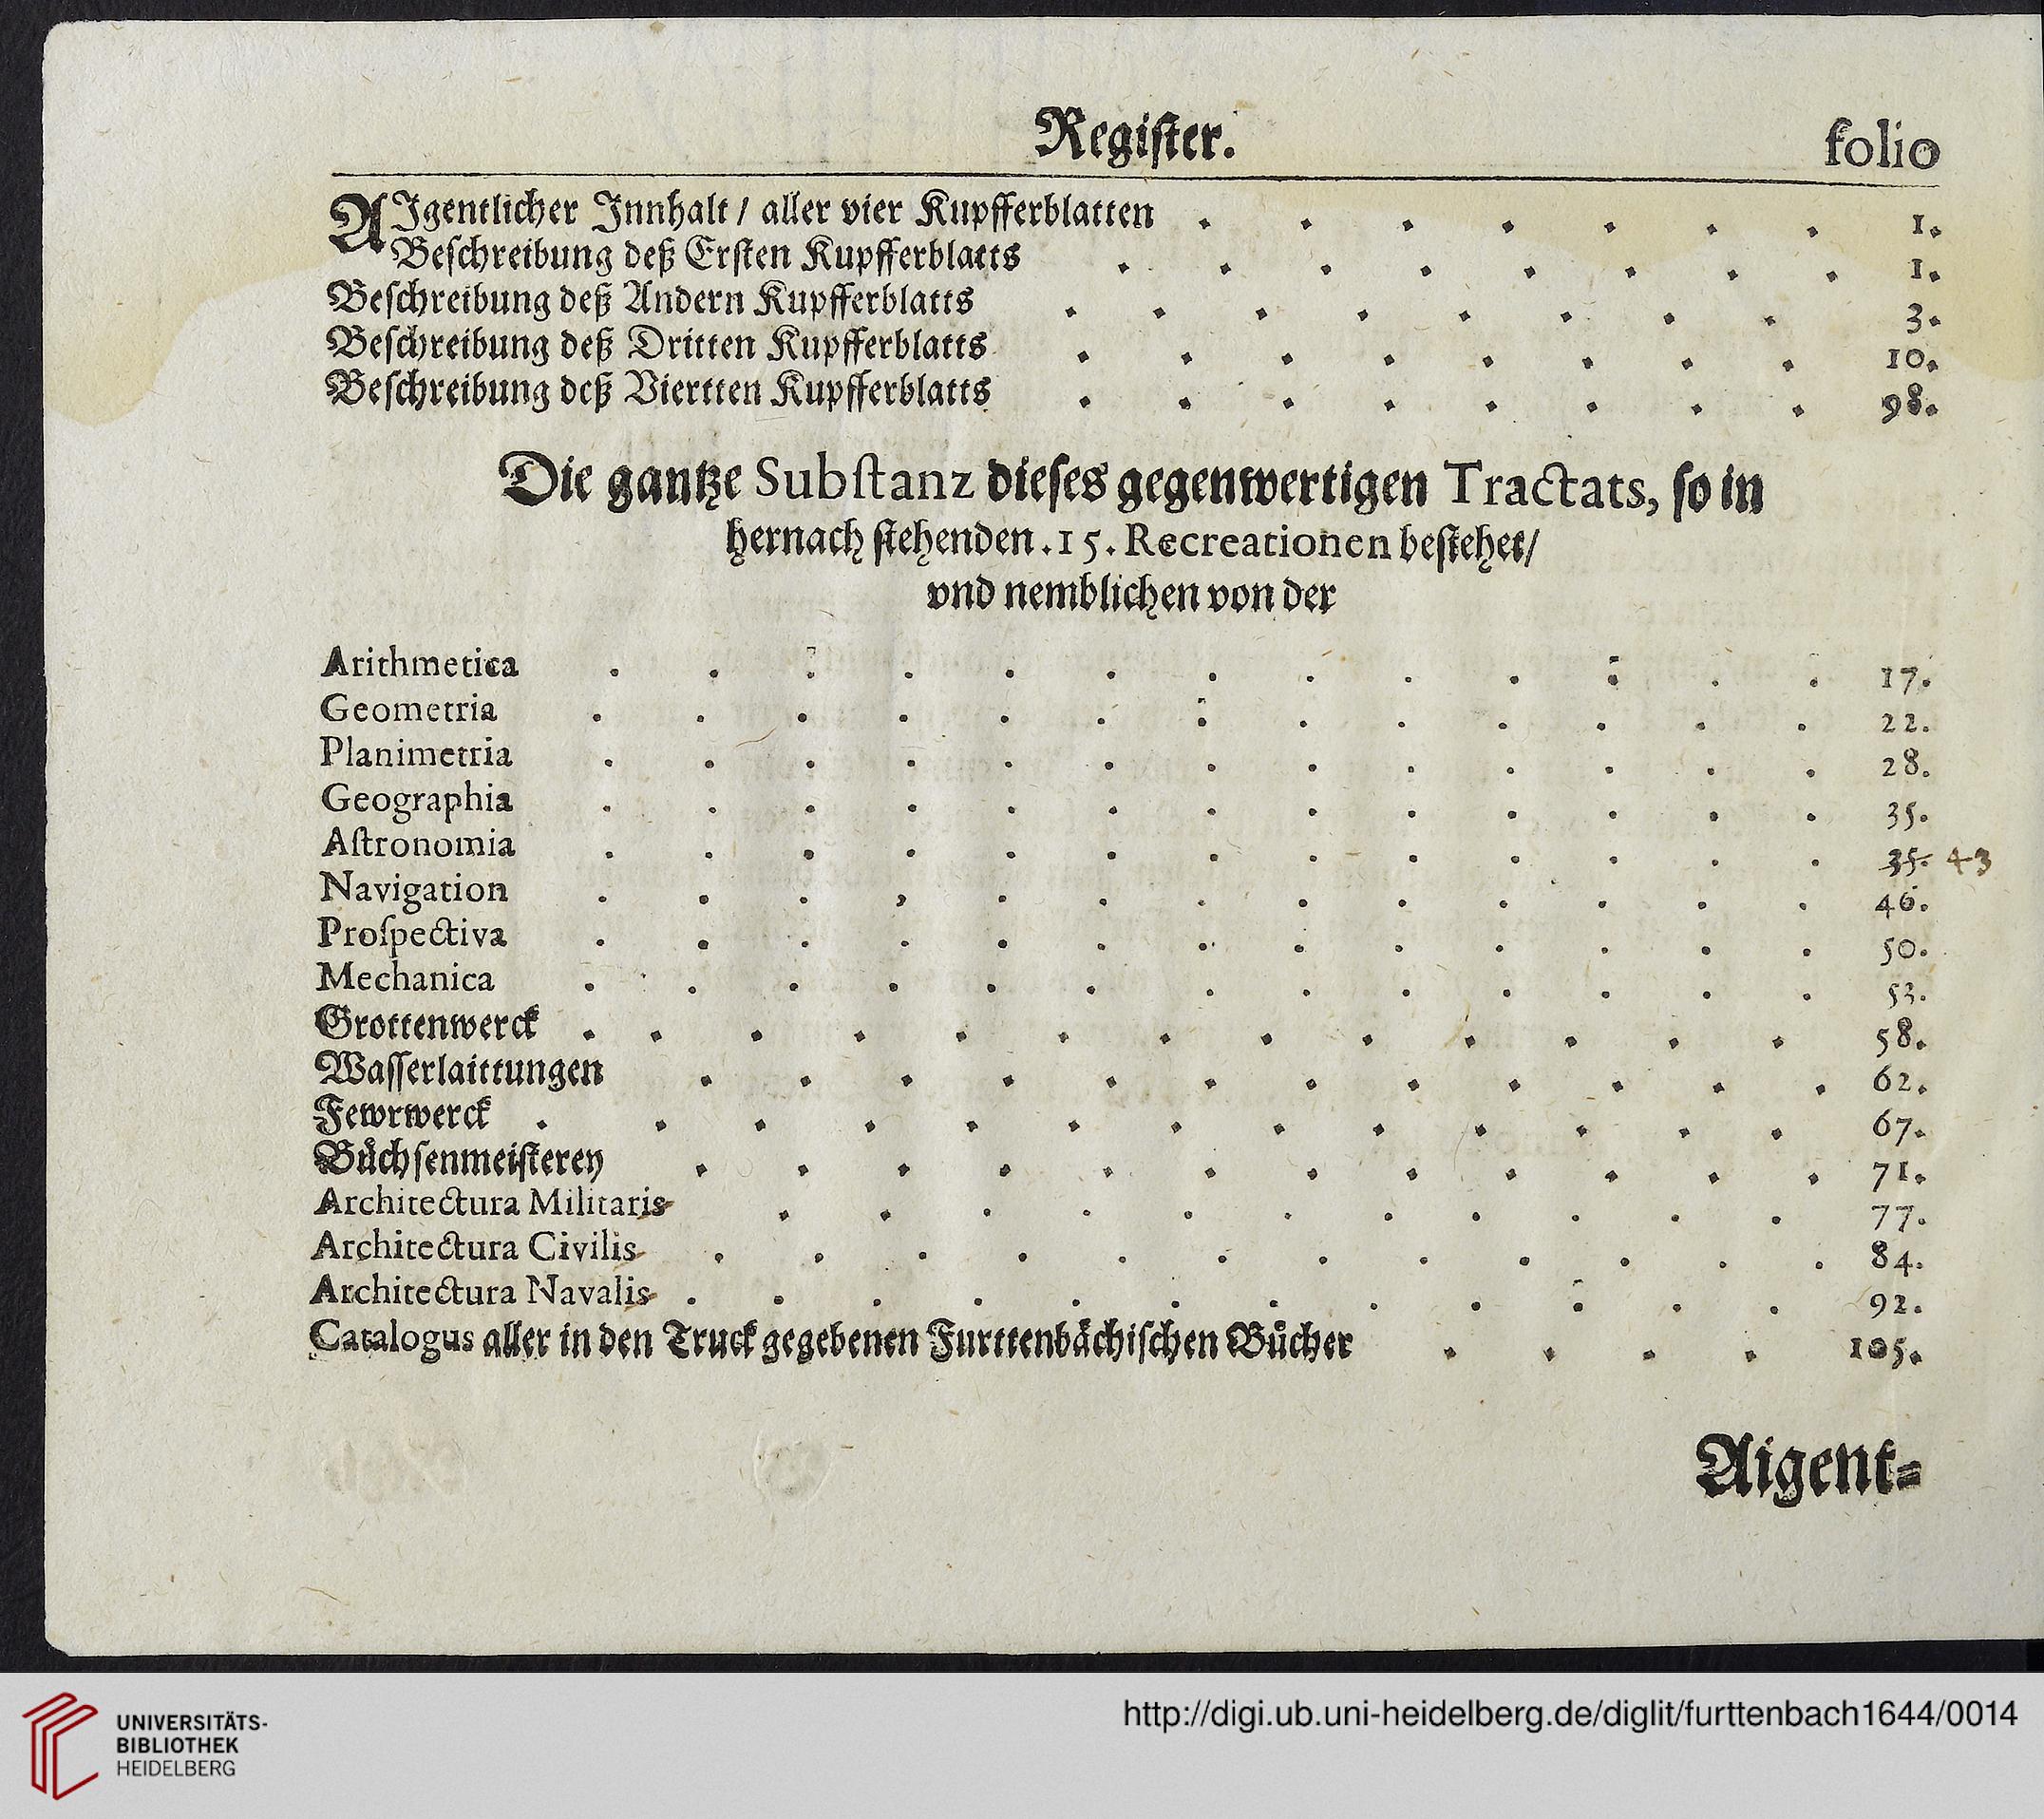 Regiſter. folio
AIgentlicher Innhalt / aller vier Kupfferblatten . . . . . . . 1.
Beſchreibung deß Erſten Kupfferblatts . . . . . . . . 1.
Beſchreibung deß Andern Kupfferblatts . . . . . . . . 3.
Beſchreibung deß Dritten Kupfferblatts . . . . . . . . 10.
Beſchreibung deß Viertten Kupfferblatts . . . . . . . . 98.
Die gantze Subſtanz dieſes gegenwertigen Tractats, ſo in
hernach ſtehenden .15. Recreationen beſtehet/
vnd nemblichen von der
Arithmetica . . . . . . . . . . . . . 17.
Geometria . . . . . . . . . . . . . 22.
Planimetria . . . . . . . . . . . . . 28.
Geographia . . . . . . . . . . . . . 35.
Aſtronomia . . . . . . . . . . . . . 35. 43
Navigation . . . . . . . . . . . . . 46.
Proſpectiva . . . . . . . . . . . . . 50.
Mechanica . . . . . . . . . . . . . 53.
Grottenwerck . . . . . . . . . . . . . 58.
Waſſerlaittungen . . . . . . . . . . . . 62.
Fewrwerck . . . . . . . . . . . . . 67.
Büchſenmeiſterey . . . . . . . . . . . . 71.
Architectura Militaris . . . . . . . . . . . 77.
Architectura Civilis . . . . . . . . . . . . 84.
Architectura Navalis . . . . . . . . . . . . 92.
Catalogus aller in den Truck gegebenen Furttenbächiſchen Bücher . . . . 105.
Aigent=
UNIVERSITÄTS-
BIBLIOTHEK
HEIDELBERG
http://digi.ub.uni-heidelberg.de/diglit/furttenbach1644/0014